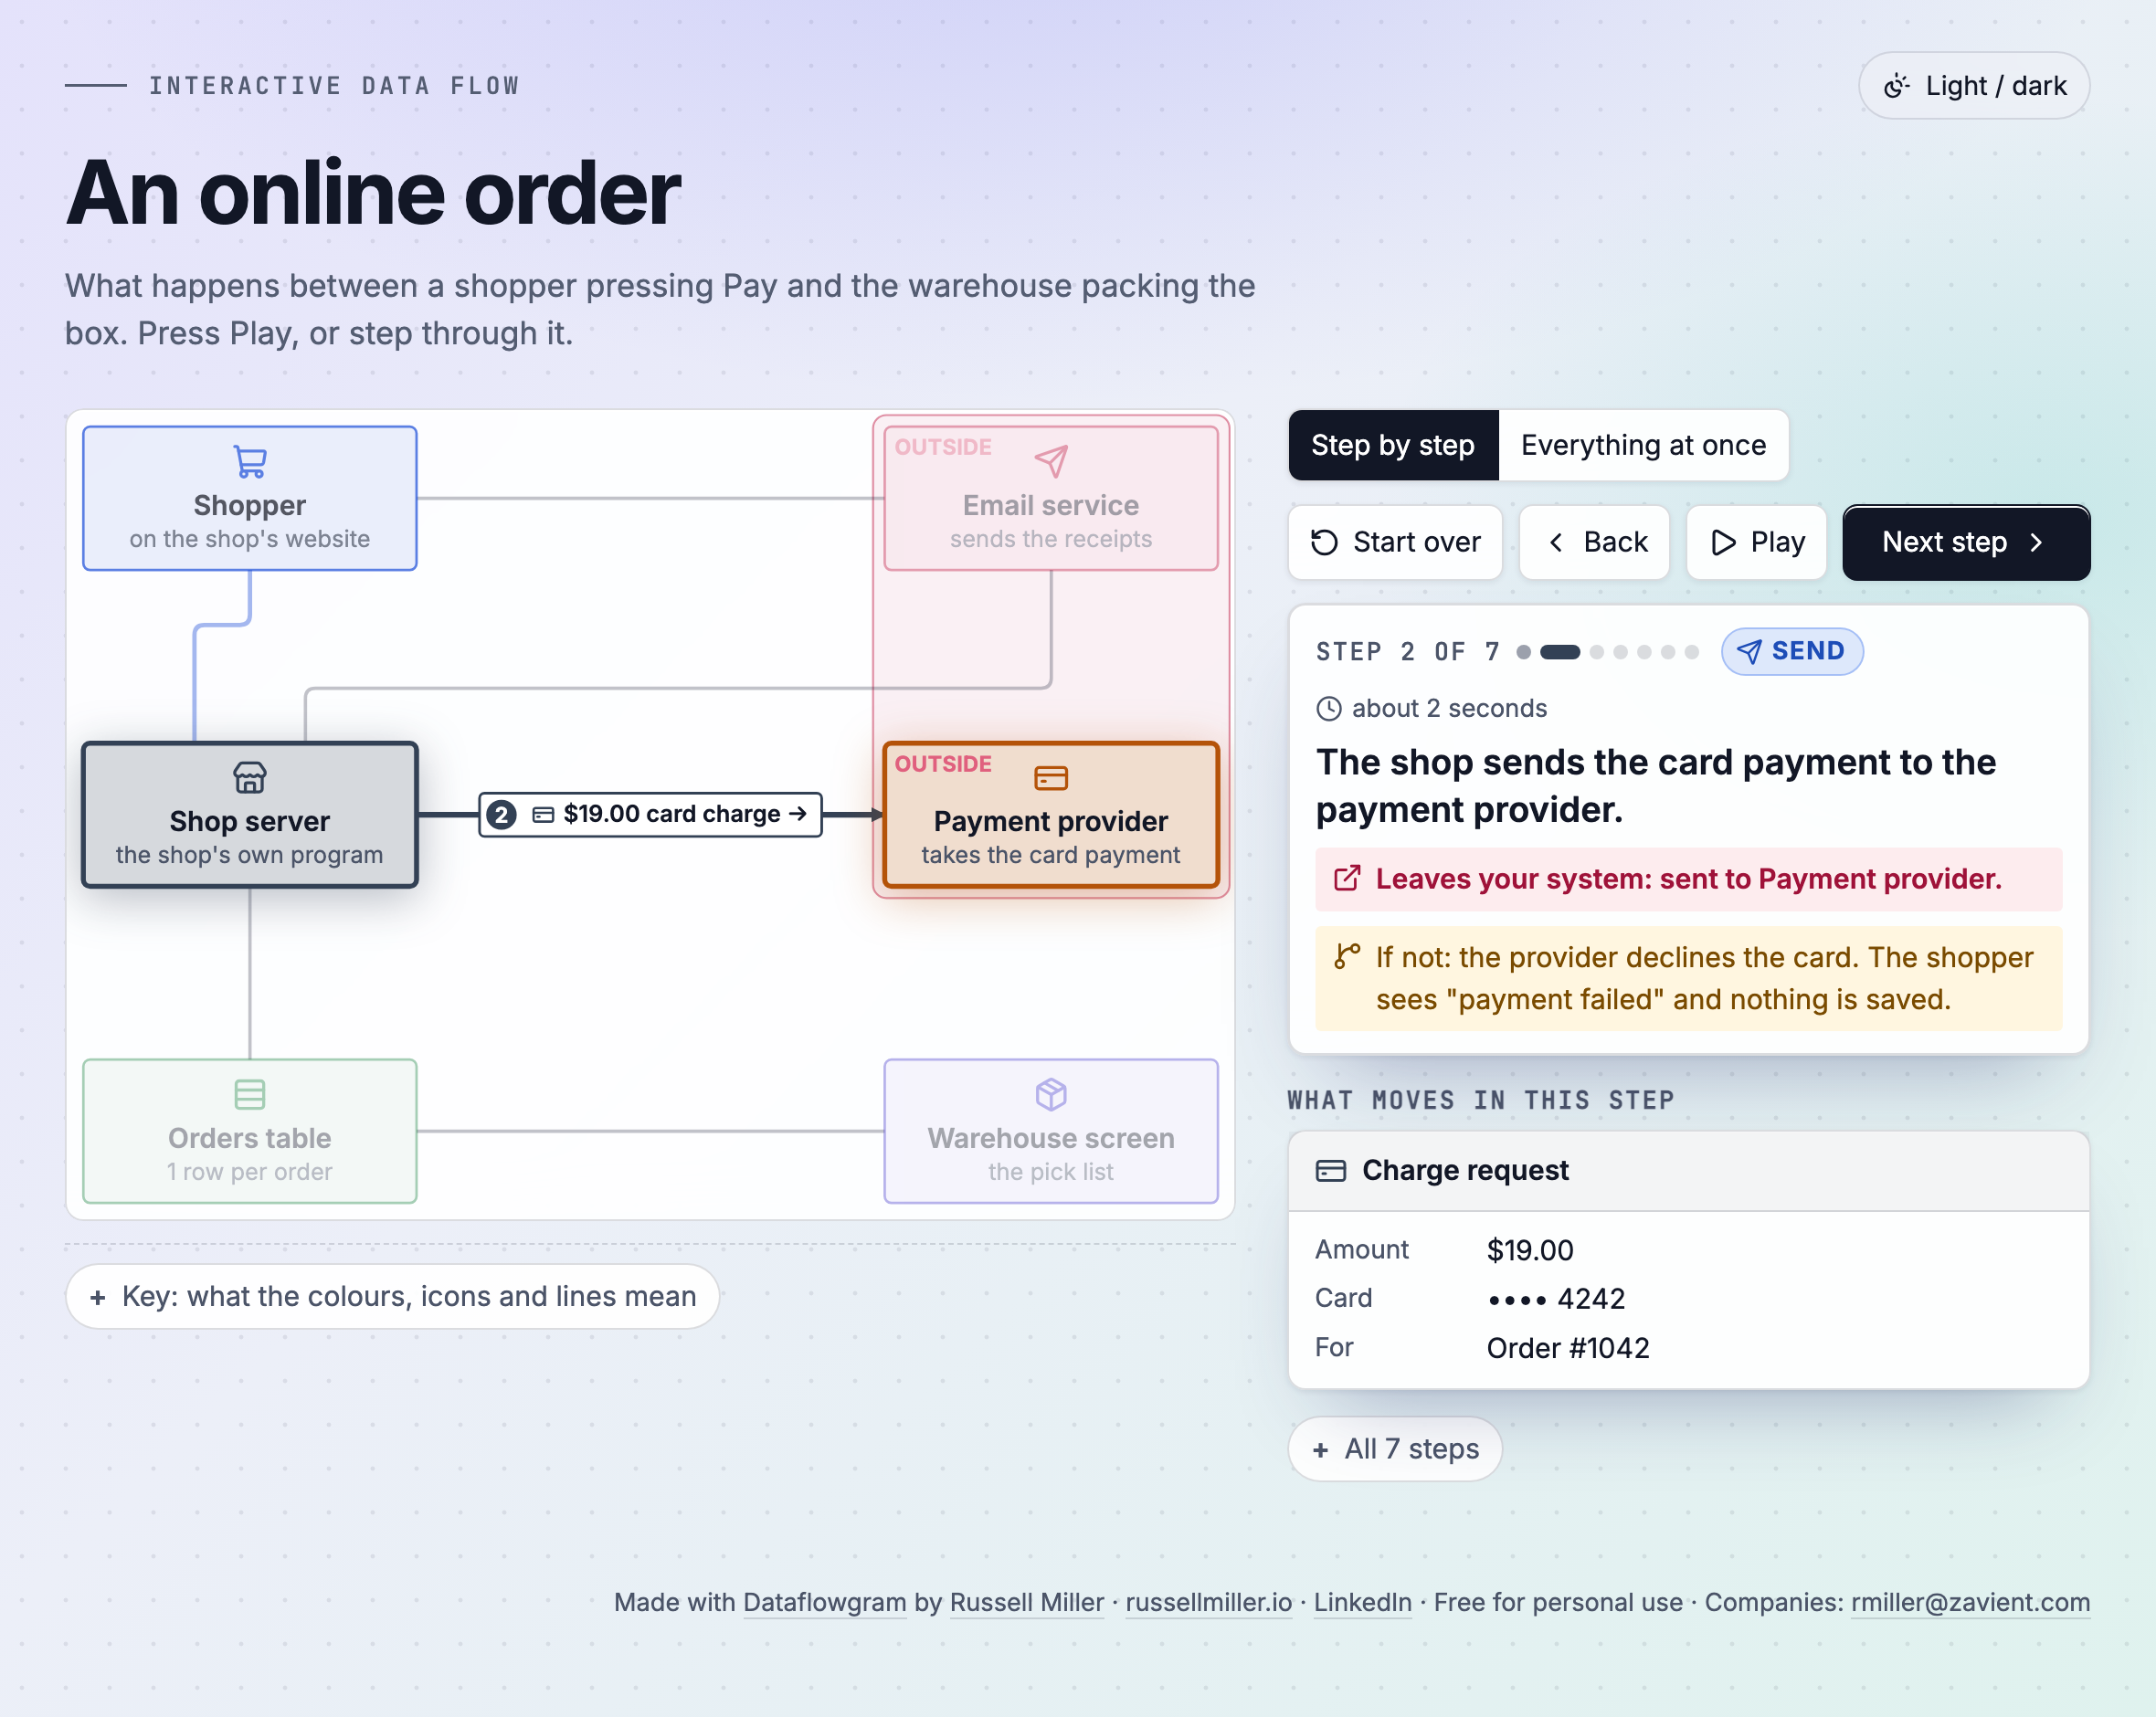 INTERACTIVE DATA FLOW
Light / dark
An online order
What happens between a shopper pressing Pay and the warehouse packing the
box. Press Play, or step through it.
Shopper
on the shop's website
OUTSIDE
Email service
sends the receipts
Shop server
the shop's own program
2 $19.00 card charge →
OUTSIDE
Payment provider
takes the card payment
Orders table
1 row per order
Warehouse screen
the pick list
+ Key: what the colours, icons and lines mean
Step by step
Everything at once
Start over
Back
Play
Next step
STEP 2 OF 7
SEND
about 2 seconds
The shop sends the card payment to the
payment provider.
Leaves your system: sent to Payment provider.
If not: the provider declines the card. The shopper
sees "payment failed" and nothing is saved.
WHAT MOVES IN THIS STEP
Charge request
Amount $19.00
Card •••• 4242
For Order #1042
+ All 7 steps
Made with Dataflowgram by Russell Miller · russellmiller.io · LinkedIn · Free for personal use · Companies: rmiller@zavient.com